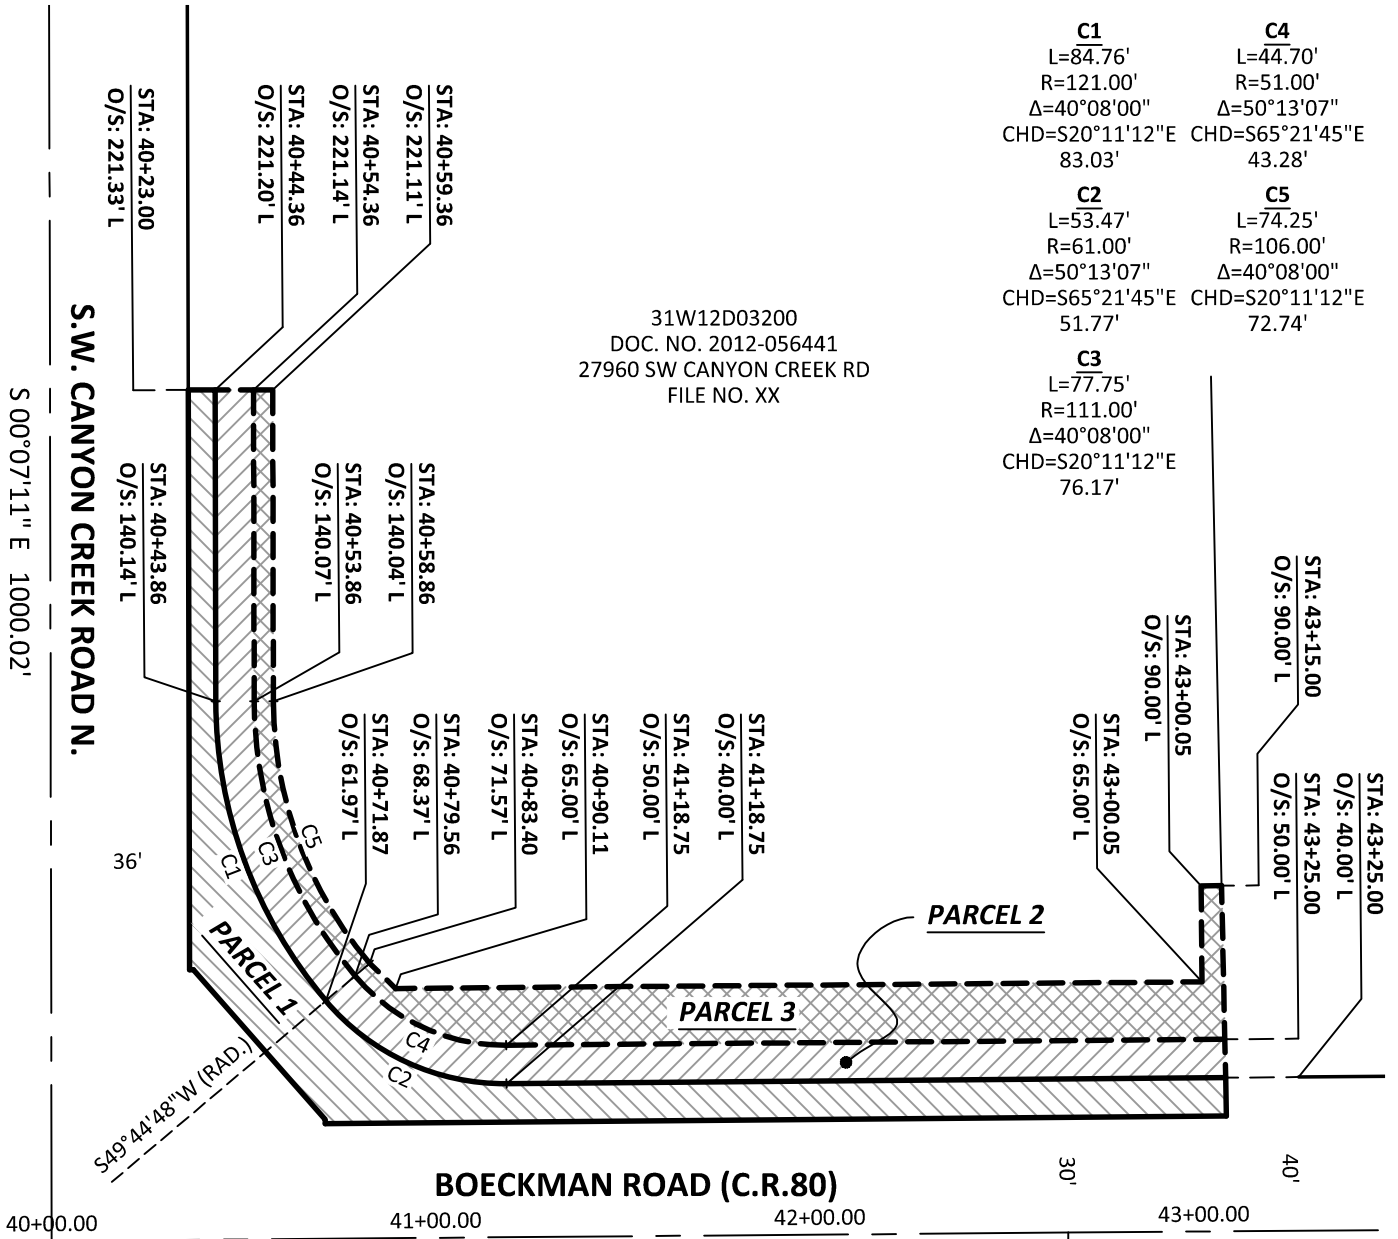 C1
L=84.76'
R=121.00'
Δ=40°08'00"
CHD=S20°11'12"E
83.03'
C4
L=44.70'
R=51.00'
Δ=50°13'07"
CHD=S65°21'45"E
43.28'
C2
L=53.47'
R=61.00'
Δ=50°13'07"
CHD=S65°21'45"E
51.77'
C5
L=74.25'
R=106.00'
Δ=40°08'00"
CHD=S20°11'12"E
72.74'
C3
L=77.75'
R=111.00'
Δ=40°08'00"
CHD=S20°11'12"E
76.17'
STA: 40+23.00
O/S: 221.33' L
STA: 40+44.36
O/S: 221.20' L
STA: 40+54.36
O/S: 221.14' L
STA: 40+59.36
O/S: 221.11' L
31W12D03200
DOC. NO. 2012-056441
27960 SW CANYON CREEK RD
FILE NO. XX
S.W. CANYON CREEK ROAD N.
S 00°07'11" E 1000.02'
STA: 40+43.86
O/S: 140.14' L
STA: 40+53.86
O/S: 140.07' L
STA: 40+58.86
O/S: 140.04' L
STA: 43+15.00
O/S: 90.00' L
STA: 43+00.05
O/S: 90.00' L
STA: 40+71.87
O/S: 61.97' L
STA: 40+79.56
O/S: 68.37' L
STA: 40+83.40
O/S: 71.57' L
STA: 40+90.11
O/S: 65.00' L
STA: 41+18.75
O/S: 50.00' L
STA: 41+18.75
O/S: 40.00' L
STA: 43+00.05
O/S: 65.00' L
STA: 43+25.00
O/S: 50.00' L
STA: 43+25.00
O/S: 40.00' L
36'
C1
C3
C5
PARCEL 1
PARCEL 2
PARCEL 3
C4
C2
S49°44'48"W (RAD.)
BOECKMAN ROAD (C.R.80)
30'
40'
40+00.00
41+00.00
42+00.00
43+00.00